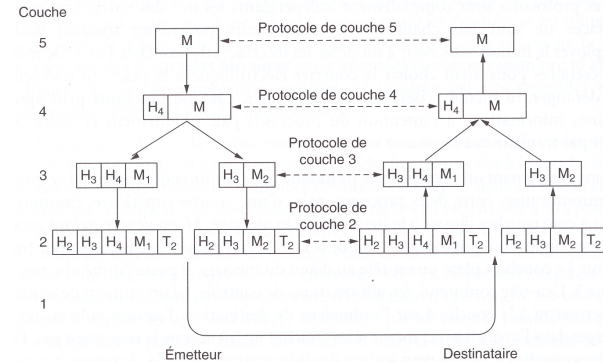 Couche
5 M Protocole de couche 5 M
4 H4 M Protocole de couche 4 H4 M
Protocole de
couche 3
3 H3 H4 M1 H3 M2 H3 H4 M1 H3 M2
Protocole de
couche 2
2 H2 H3 H4 M1 T2 H2 H3 M2 T2 H2 H3 H4 M1 T2 H2 H3 M2 T2
1
Émetteur Destinataire